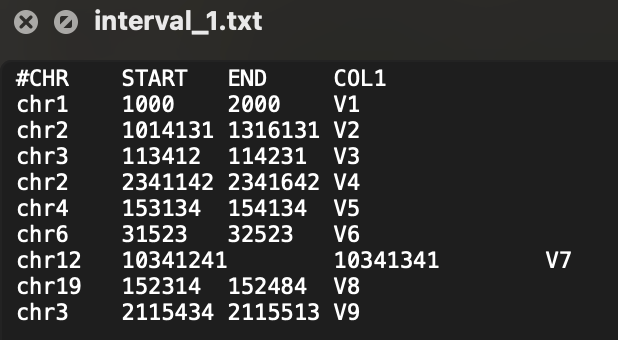 interval_1.txt
#CHR START END COL1
chr1 1000 2000 V1
chr2 1014131 1316131 V2
chr3 113412 114231 V3
chr2 2341142 2341642 V4
chr4 153134 154134 V5
chr6 31523 32523 V6
chr12 10341241 10341341 V7
chr19 152314 152484 V8
chr3 2115434 2115513 V9